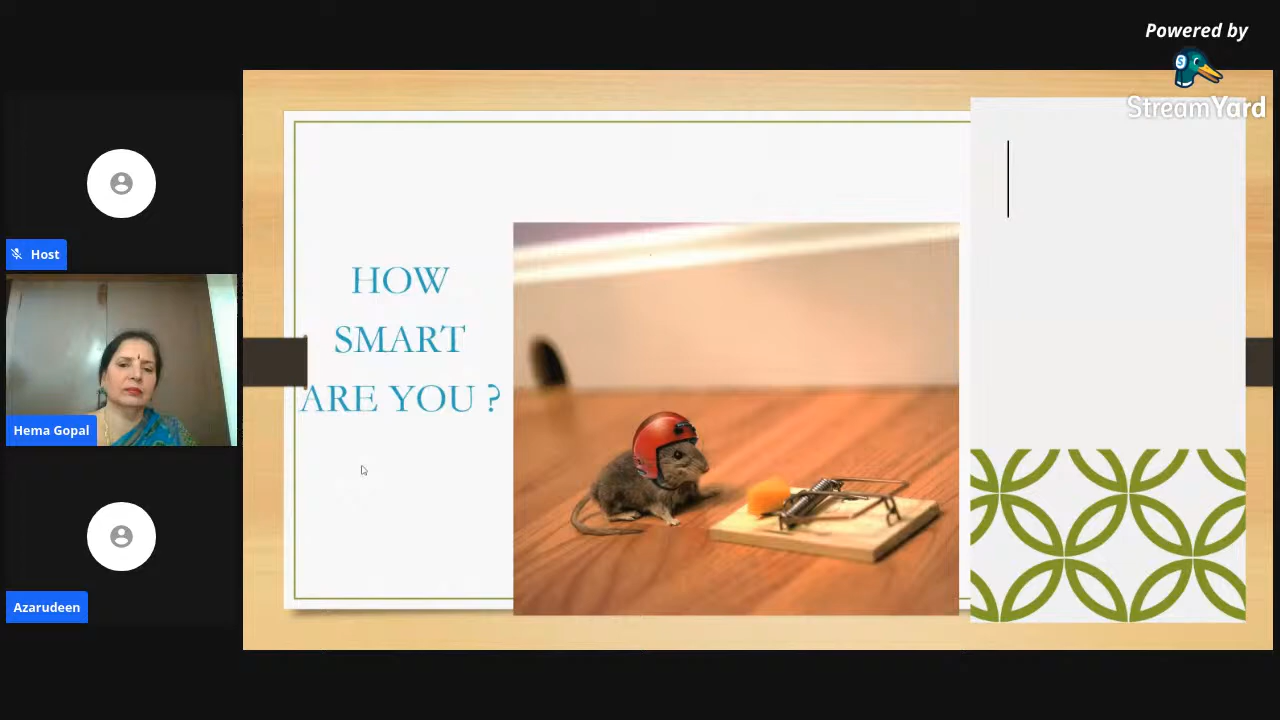 Powered by
StreamYard
Host
Hema Gopal
Azarudeen
HOW
SMART
ARE YOU ?